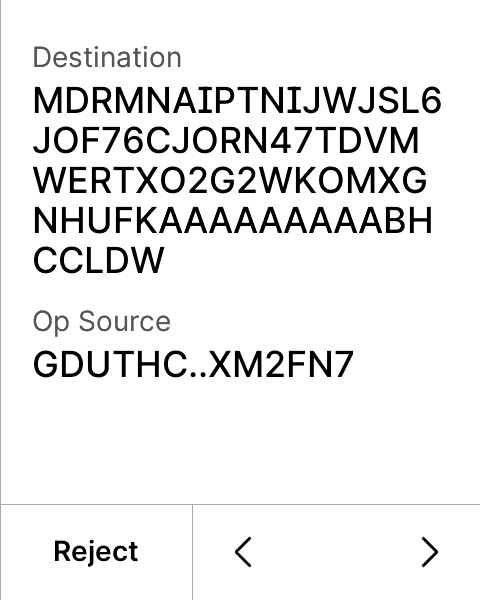 Destination
MDRMNAIPTNIJWJSL6
JOF76CJORN47TDVM
WERTXO2G2WKOMXG
NHUFKAAAAAAAAABH
CCLDW
Op Source
GDUTHC..XM2FN7
Reject